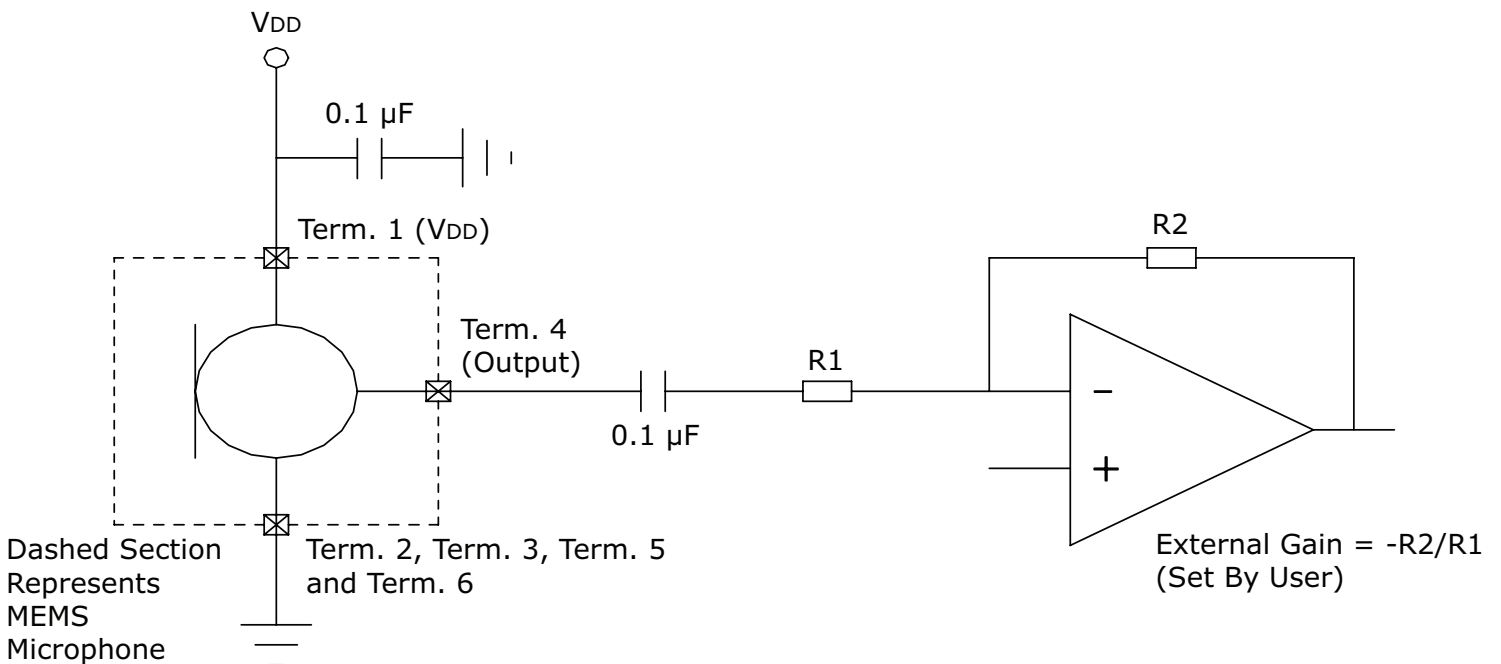 VDD
0.1 µF
Term. 1 (VDD)
R2
Term. 4
(Output)
R1
0.1 µF
−
+
Dashed Section
Represents
MEMS
Microphone
Term. 2, Term. 3, Term. 5
and Term. 6
External Gain = -R2/R1
(Set By User)